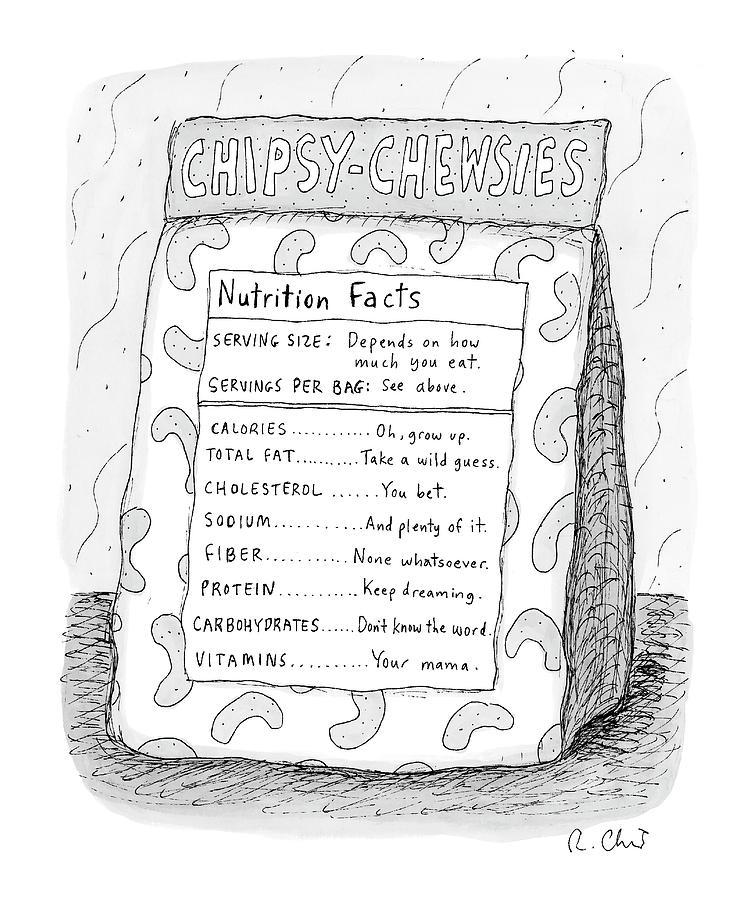 CHIPSY-CHEWSIES
Nutrition Facts
SERVING SIZE: Depends on how
much you eat.
SERVINGS PER BAG: See above.
CALORIES ........... Oh, grow up.
TOTAL FAT........... Take a wild guess.
CHOLESTEROL ...... You bet.
SODIUM........... And plenty of it.
FIBER........... None whatsoever.
PROTEIN .......... Keep dreaming.
CARBOHYDRATES...... Don't know the word.
VITAMINS.......... Your mama.
R. Chast